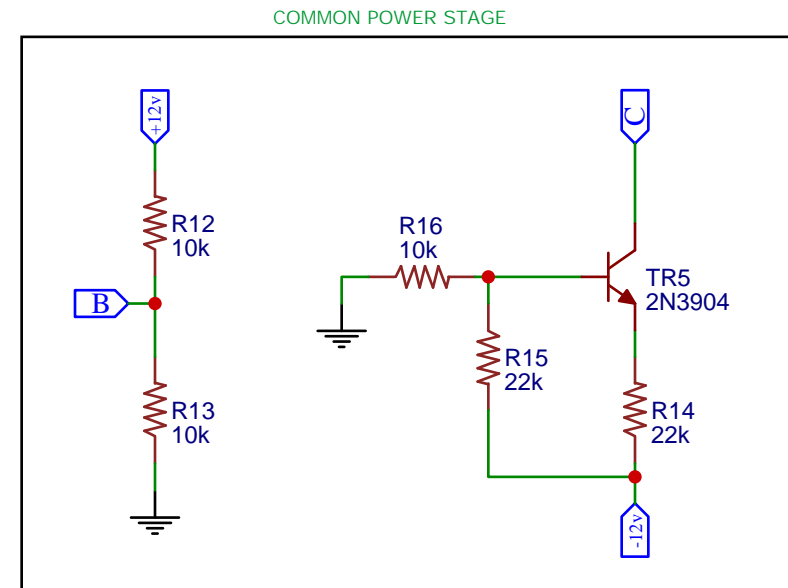 COMMON POWER STAGE
+12v
C
R12
10k
R16
10k
TR5
2N3904
B
R15
22k
R13
10k
R14
22k
-12v